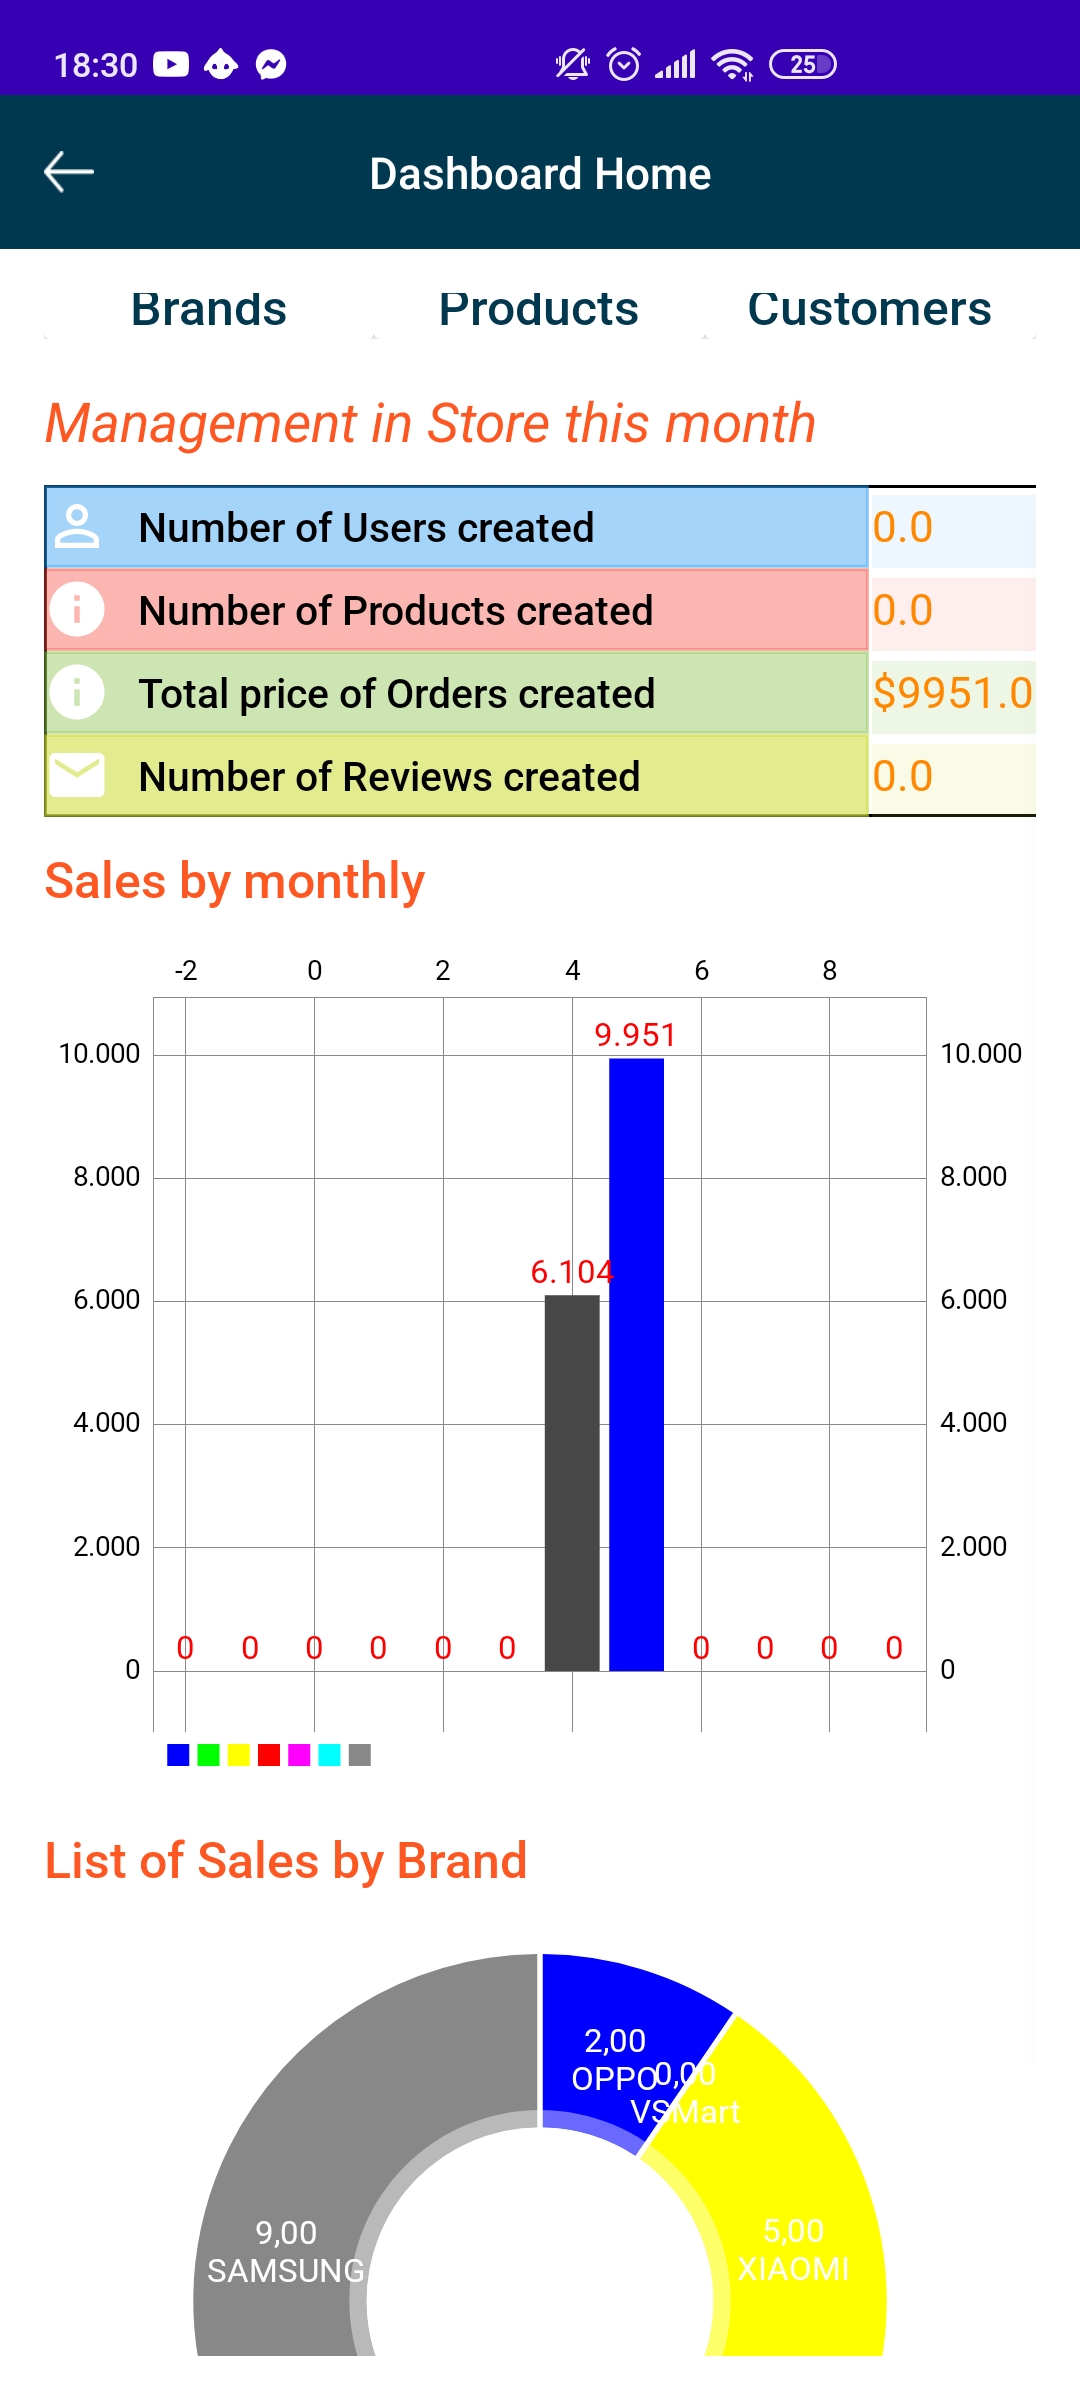 18:30 25
Dashboard Home
Brands Products Customers
Management in Store this month
Number of Users created 0.0
Number of Products created 0.0
Total price of Orders created $9951.0
Number of Reviews created 0.0
Sales by monthly
-2 0 2 4 6 8
9.951
10.000 10.000
8.000 8.000
6.104
6.000 6.000
4.000 4.000
2.000 2.000
0 0 0 0 0 0 0 0 0 0
0 0
List of Sales by Brand
2,00
OPPO
0,00
VSMart
9,00
SAMSUNG
5,00
XIAOMI